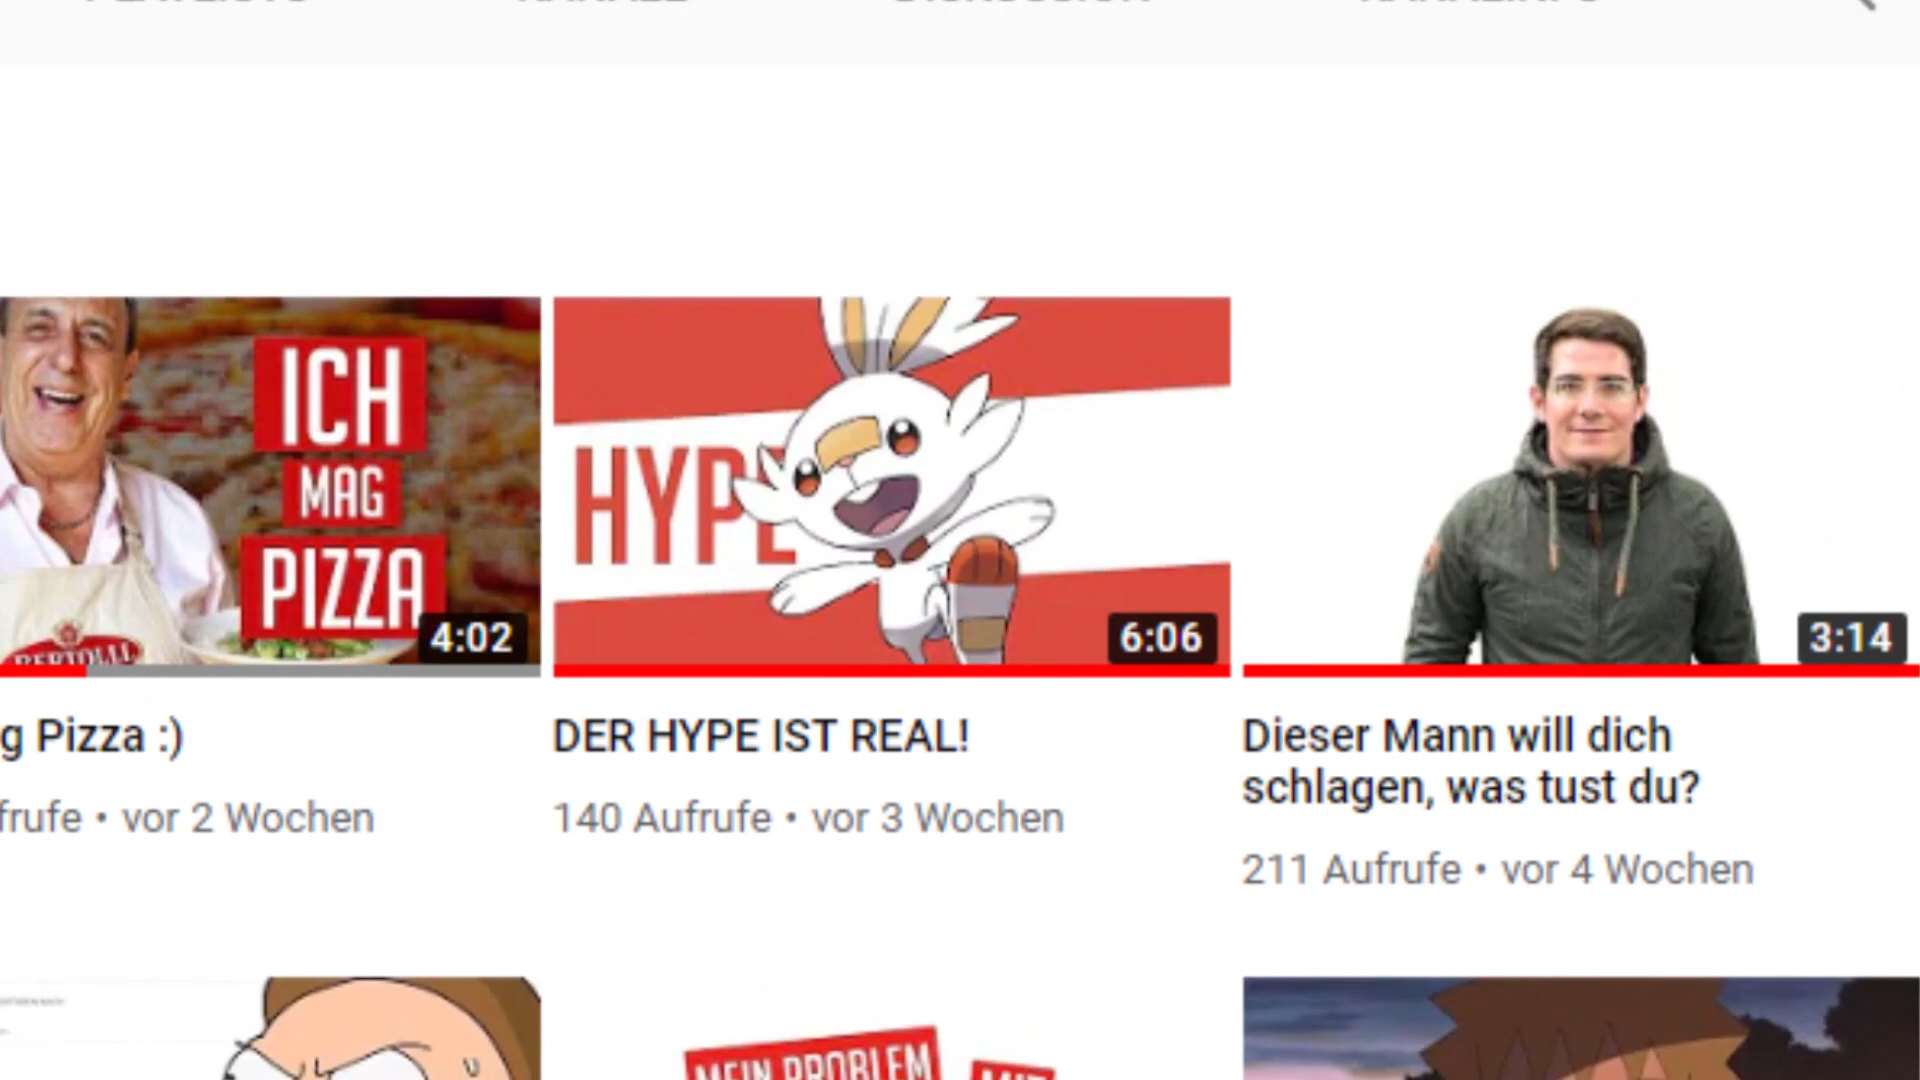 ICH
MAG
PIZZA
BERTOLLI
4:02
HYPE
6:06
3:14
g Pizza :)
DER HYPE IST REAL!
Dieser Mann will dich
schlagen, was tust du?
frufe • vor 2 Wochen
140 Aufrufe • vor 3 Wochen
211 Aufrufe • vor 4 Wochen
MEIN PROBLEM
MIT